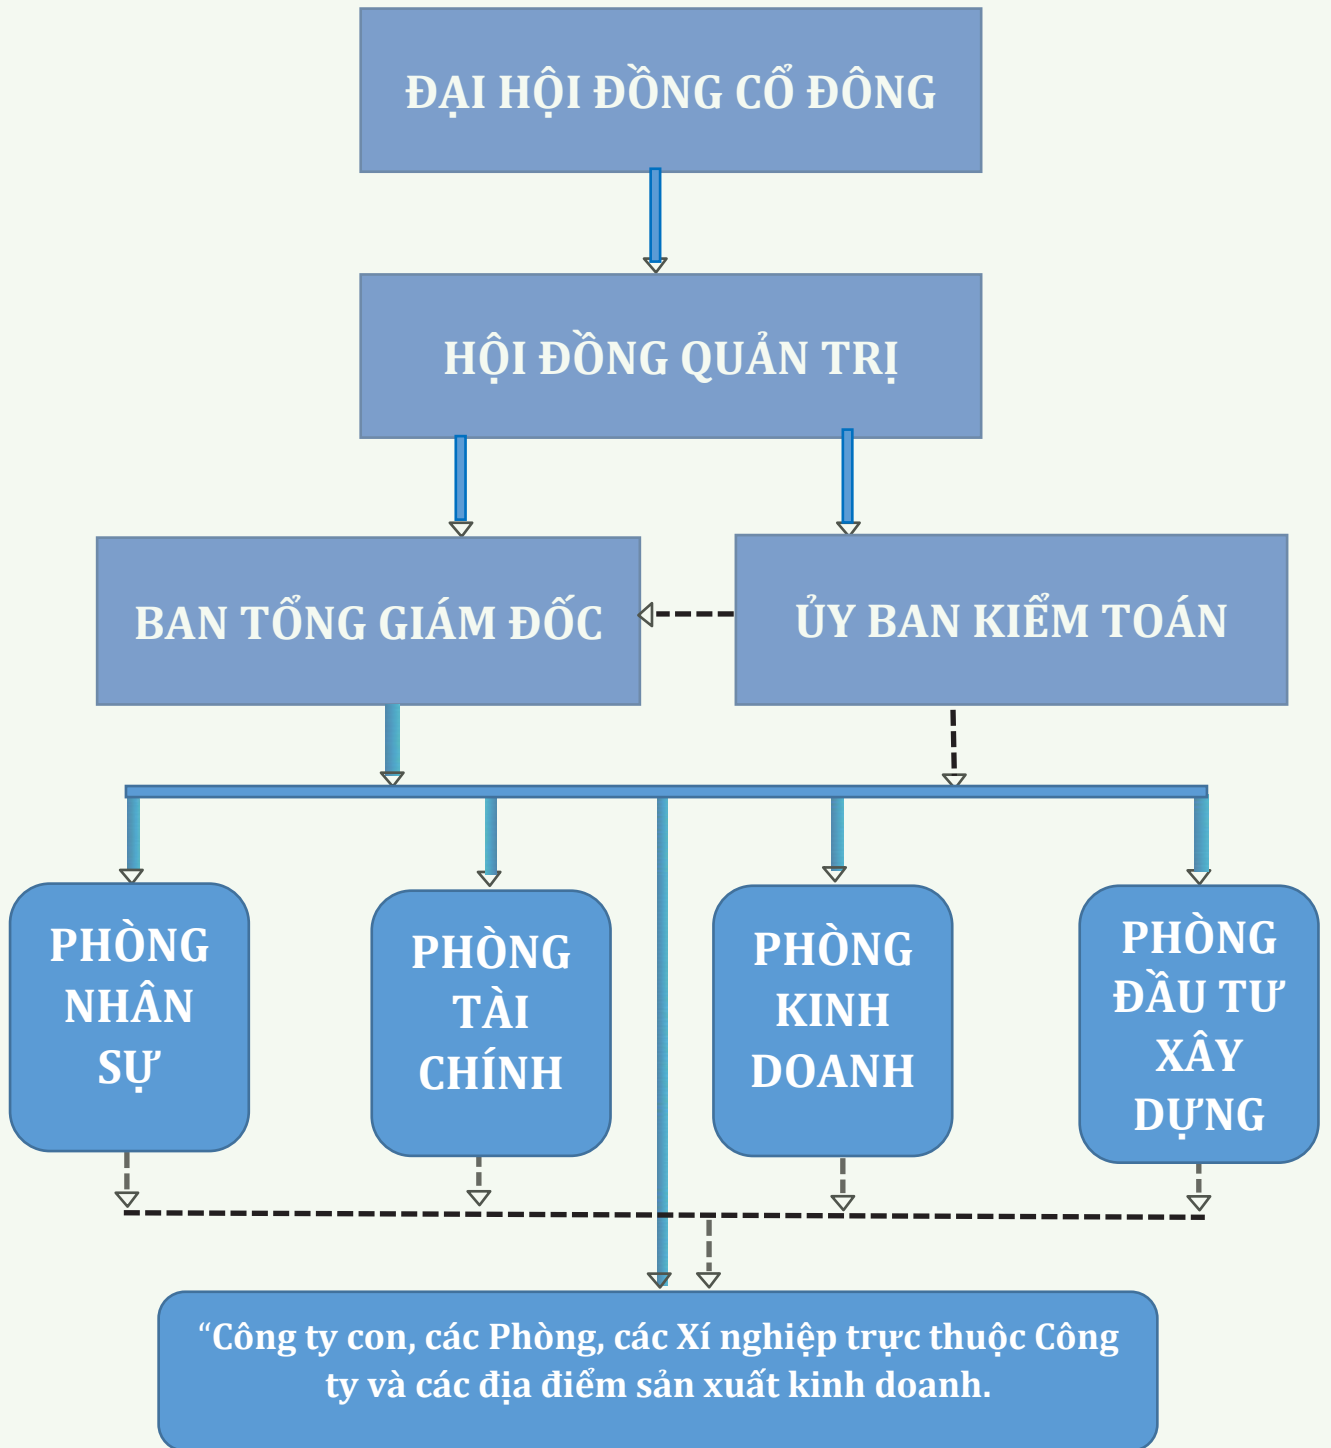 ĐẠI HỘI ĐỒNG CỔ ĐÔNG
HỘI ĐỒNG QUẢN TRỊ
BAN TỔNG GIÁM ĐỐC
ỦY BAN KIỂM TOÁN
PHÒNG
NHÂN
SỰ
PHÒNG
TÀI
CHÍNH
PHÒNG
KINH
DOANH
PHÒNG
ĐẦU TƯ
XÂY
DỰNG
“Công ty con, các Phòng, các Xí nghiệp trực thuộc Công
ty và các địa điểm sản xuất kinh doanh.